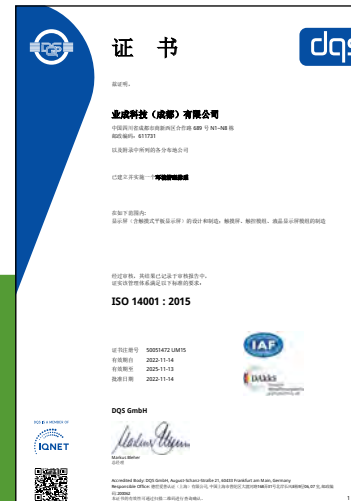 DQS
证 书
dqs
兹证明,
业成科技（成都）有限公司
中国四川省成都市高新西区合作路 689 号 N1-N8 栋
邮政编码: 611731
以及附录中所列的各分布地公司
已建立并实施一个环境管理体系
在如下范围内:
显示屏（含触摸式平板显示屏）的设计和制造; 触摸屏、触控模组、液晶显示屏模组的制造
经过审核, 其结果已记录于审核报告中,
证实该管理体系满足以下标准的要求:
ISO 14001 : 2015
证书注册号 50051472 UM15
有效期自 2022-11-14
有效期至 2025-11-13
批准日期 2022-11-14
IAF
DAkkS
DQS GmbH
DQS IS A MEMBER OF
IQNET
Markus Bleher
总经理
Accredited Body: DQS GmbH, August-Schanz-Straße 21, 60433 Frankfurt am Main, Germany
1